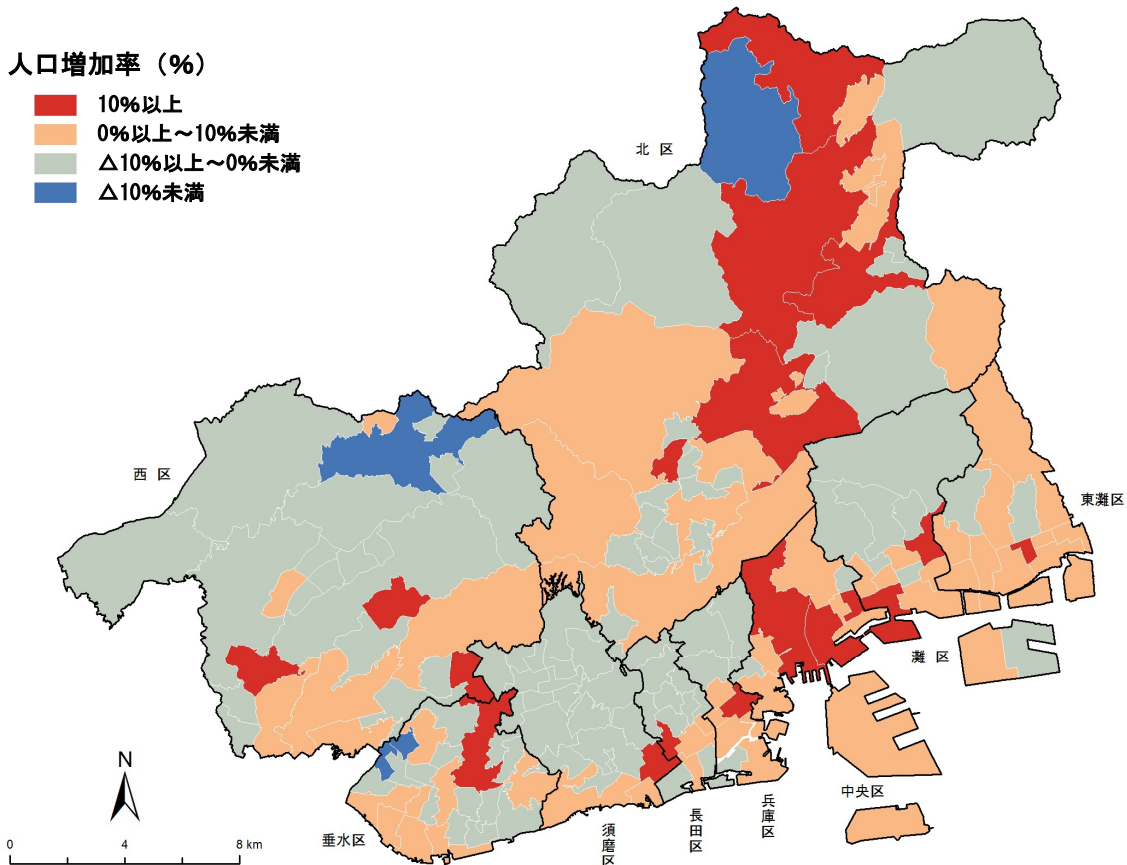 人口増加率（%）
10%以上
0%以上～10%未満
△10%以上～0%未満
△10%未満
北 区
西 区
東灘区
灘 区
中央区
兵庫区
長田区
須磨区
垂水区
N
0 4 8 km